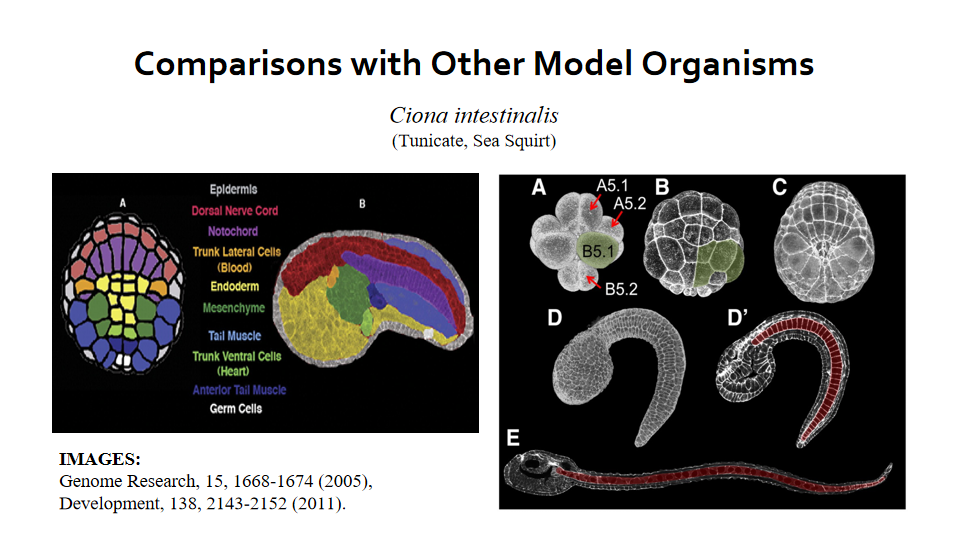 Comparisons with Other Model Organisms
Ciona intestinalis
(Tunicate, Sea Squirt)
A
B
Epidermis
Dorsal Nerve Cord
Notochord
Trunk Lateral Cells
(Blood)
Endoderm
Mesenchyme
Tail Muscle
Trunk Ventral Cells
(Heart)
Anterior Tail Muscle
Germ Cells
A
A5.1
A5.2
B5.1
B5.2
B
C
D
D’
E
IMAGES:
Genome Research, 15, 1668-1674 (2005),
Development, 138, 2143-2152 (2011).